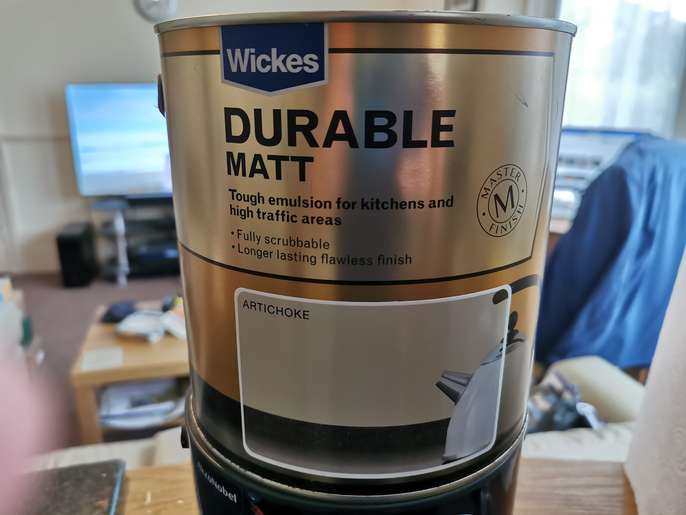 Wickes
DURABLE
MATT
Tough emulsion for kitchens and
high traffic areas
• Fully scrubbable
• Longer lasting flawless finish
MASTER
M
FINISH
ARTICHOKE
AkzoNobel